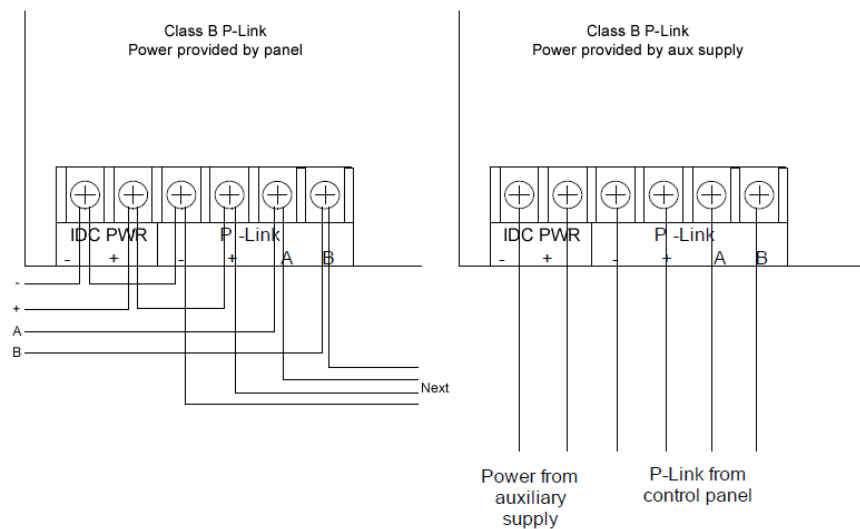 Class B P-Link
Power provided by panel
IDC PWR
P -Link
- + - + A B
-
+
A
B
Next
Class B P-Link
Power provided by aux supply
IDC PWR
P -Link
- + - + A B
Power from
auxiliary
supply
P-Link from
control panel